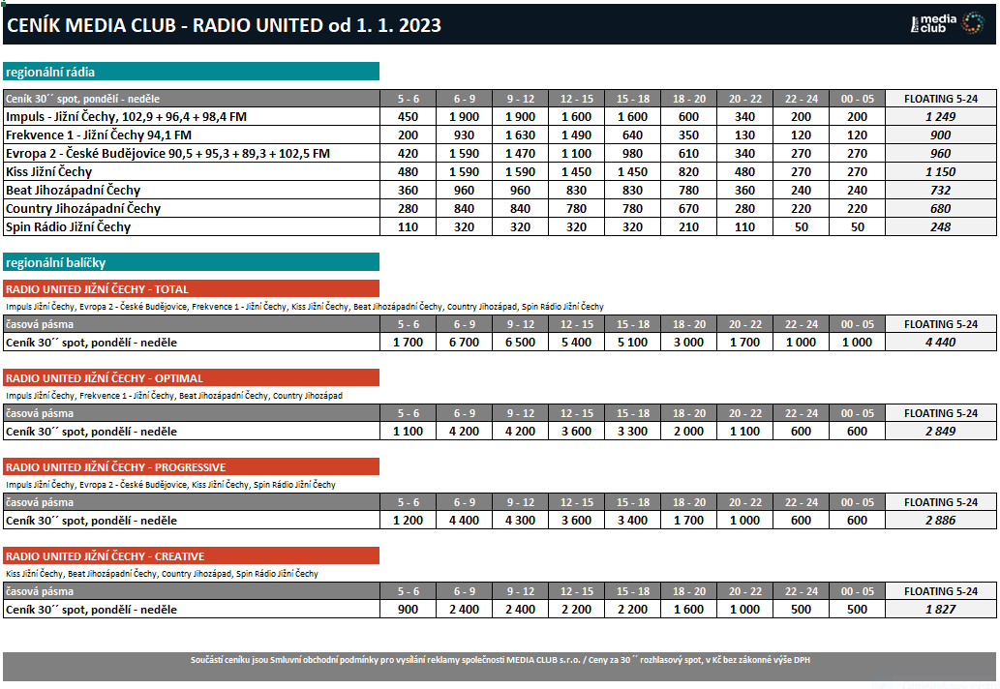 CENÍK MEDIA CLUB - RADIO UNITED od 1. 1. 2023
media club
regionální rádia
Ceník 30´´ spot, pondělí - neděle 5 - 6 6 - 9 9 - 12 12 - 15 15 - 18 18 - 20 20 - 22 22 - 24 00 - 05 FLOATING 5-24
Impuls - Jižní Čechy, 102,9 + 96,4 + 98,4 FM 450 1 900 1 900 1 600 1 600 600 340 200 200 1 249
Frekvence 1 - Jižní Čechy 94,1 FM 200 930 1 630 1 490 640 350 130 120 120 900
Evropa 2 - České Budějovice 90,5 + 95,3 + 89,3 + 102,5 FM 420 1 590 1 470 1 100 980 610 340 270 270 960
Kiss Jižní Čechy 480 1 590 1 590 1 450 1 450 820 480 270 270 1 150
Beat Jihozápadní Čechy 360 960 960 830 830 780 360 240 240 732
Country Jihozápadní Čechy 280 840 840 780 780 670 280 220 220 680
Spin Rádio Jižní Čechy 110 320 320 320 320 210 110 50 50 248
regionální balíčky
RADIO UNITED JIŽNÍ ČECHY - TOTAL
Impuls Jižní Čechy, Evropa 2 - České Budějovice, Frekvence 1 - Jižní Čechy, Kiss Jižní Čechy, Beat Jihozápadní Čechy, Country Jihozápad, Spin Rádio Jižní Čechy
časová pásma 5 - 6 6 - 9 9 - 12 12 - 15 15 - 18 18 - 20 20 - 22 22 - 24 00 - 05 FLOATING 5-24
Ceník 30´´ spot, pondělí - neděle 1 700 6 700 6 500 5 400 5 100 3 000 1 700 1 000 1 000 4 440
RADIO UNITED JIŽNÍ ČECHY - OPTIMAL
Impuls Jižní Čechy, Frekvence 1 - Jižní Čechy, Beat Jihozápadní Čechy, Country Jihozápad
časová pásma 5 - 6 6 - 9 9 - 12 12 - 15 15 - 18 18 - 20 20 - 22 22 - 24 00 - 05 FLOATING 5-24
Ceník 30´´ spot, pondělí - neděle 1 100 4 200 4 200 3 600 3 300 2 000 1 100 600 600 2 849
RADIO UNITED JIŽNÍ ČECHY - PROGRESSIVE
Impuls Jižní Čechy, Evropa 2 - České Budějovice, Kiss Jižní Čechy, Spin Rádio Jižní Čechy
časová pásma 5 - 6 6 - 9 9 - 12 12 - 15 15 - 18 18 - 20 20 - 22 22 - 24 00 - 05 FLOATING 5-24
Ceník 30´´ spot, pondělí - neděle 1 200 4 400 4 300 3 600 3 400 1 700 1 000 600 600 2 886
RADIO UNITED JIŽNÍ ČECHY - CREATIVE
Kiss Jižní Čechy, Beat Jihozápadní Čechy, Country Jihozápad, Spin Rádio Jižní Čechy
časová pásma 5 - 6 6 - 9 9 - 12 12 - 15 15 - 18 18 - 20 20 - 22 22 - 24 00 - 05 FLOATING 5-24
Ceník 30´´ spot, pondělí - neděle 900 2 400 2 400 2 200 2 200 1 600 1 000 500 500 1 827
Součástí ceníku jsou Smluvní obchodní podmínky pro vysílání reklamy společnosti MEDIA CLUB s.r.o. / Ceny za 30 ´´ rozhlasový spot, v Kč bez zákonné výše DPH